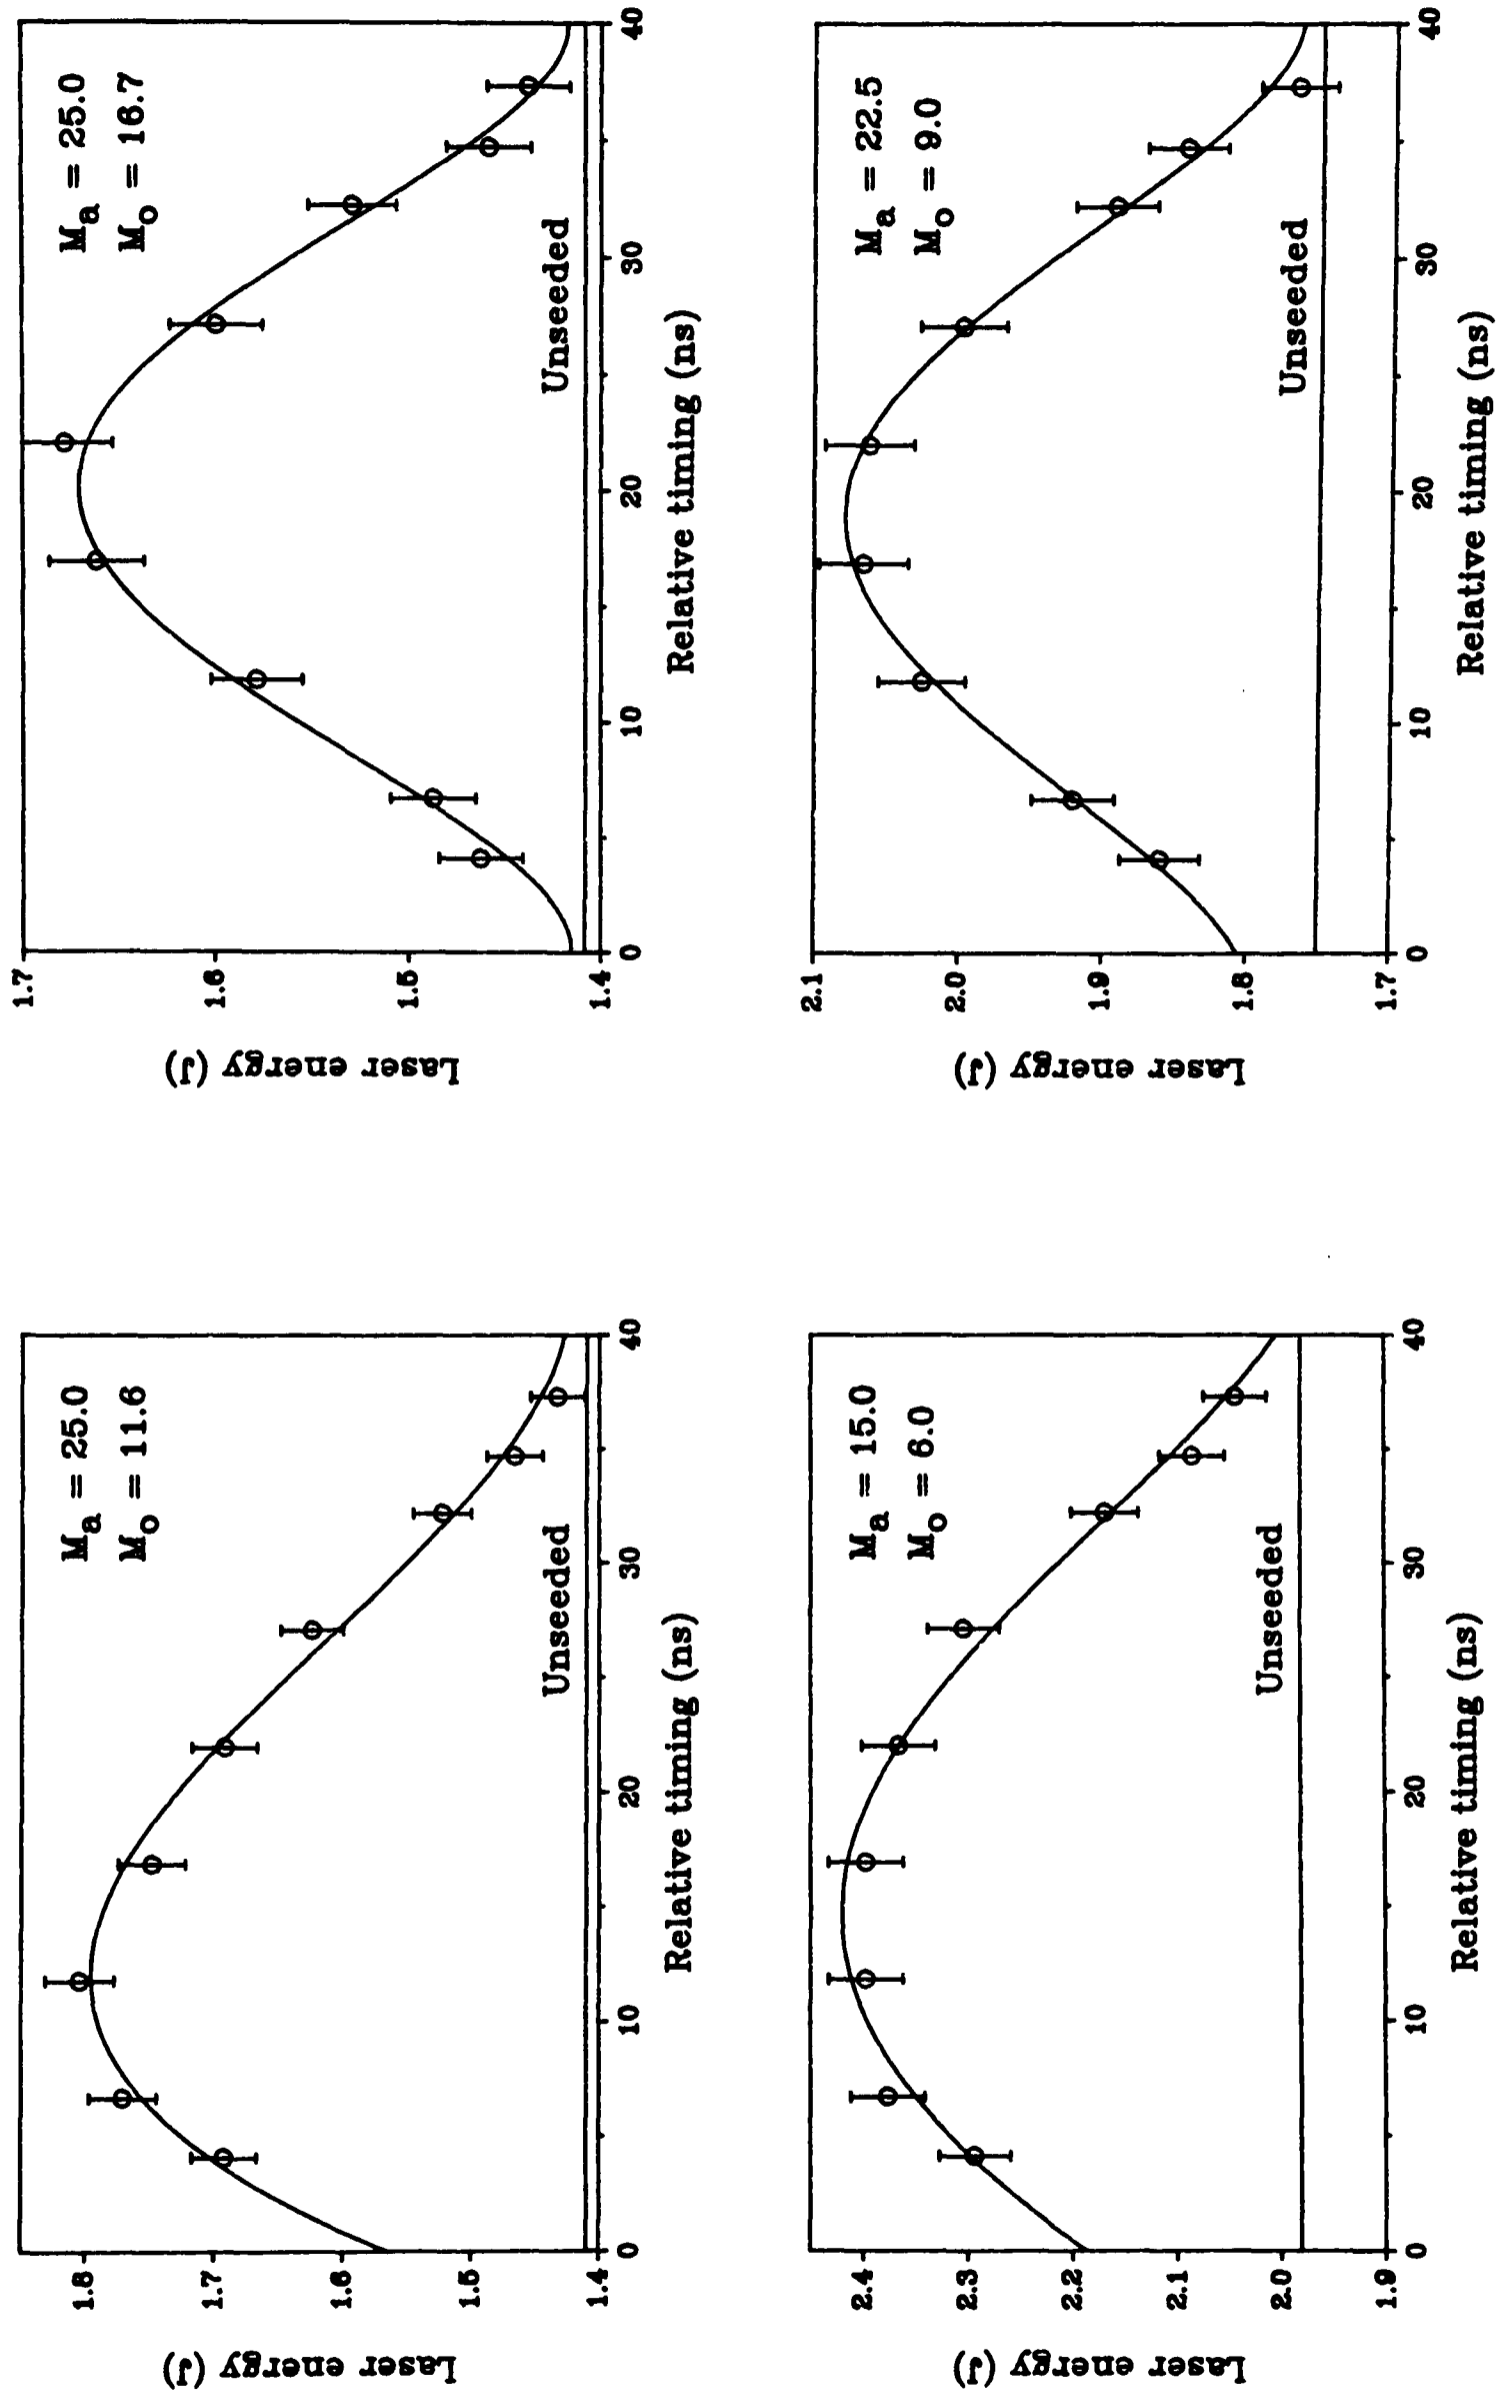 Laser energy (J)
1.8
1.7
1.6
1.5
1.4
Ma = 25.0
Mo = 11.6
Unseeded
0
10
20
30
40
Relative timing (ns)
Laser energy (J)
1.7
1.6
1.5
1.4
Ma = 25.0
Mo = 16.7
Unseeded
0
10
20
30
40
Relative timing (ns)
Laser energy (J)
2.4
2.3
2.2
2.1
2.0
1.9
Ma = 15.0
Mo = 6.0
Unseeded
0
10
20
30
40
Relative timing (ns)
Laser energy (J)
2.1
2.0
1.9
1.8
1.7
Ma = 22.5
Mo = 9.0
Unseeded
0
10
20
30
40
Relative timing (ns)